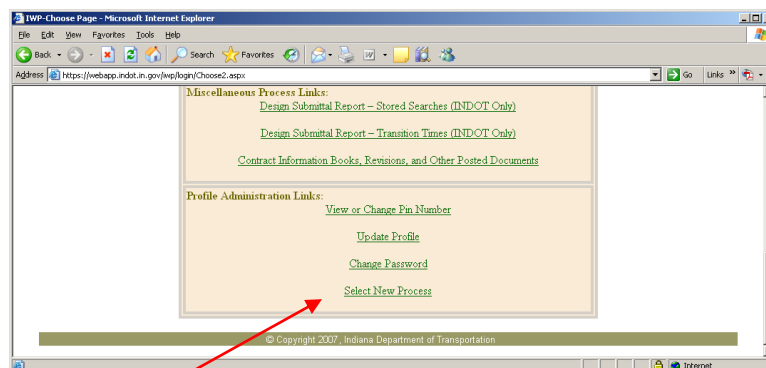 IWP-Choose Page - Microsoft Internet Explorer
File Edit View Favorites Tools Help
Back Search Favorites
Address https://webapp.indot.in.gov/iwp/login/Choose2.aspx Go Links »
Miscellaneous Process Links:
Design Submittal Report – Stored Searches (INDOT Only)
Design Submittal Report – Transition Times (INDOT Only)
Contract Information Books, Revisions, and Other Posted Documents
Profile Administration Links:
View or Change Pin Number
Update Profile
Change Password
Select New Process
© Copyright 2007, Indiana Department of Transportation
Internet